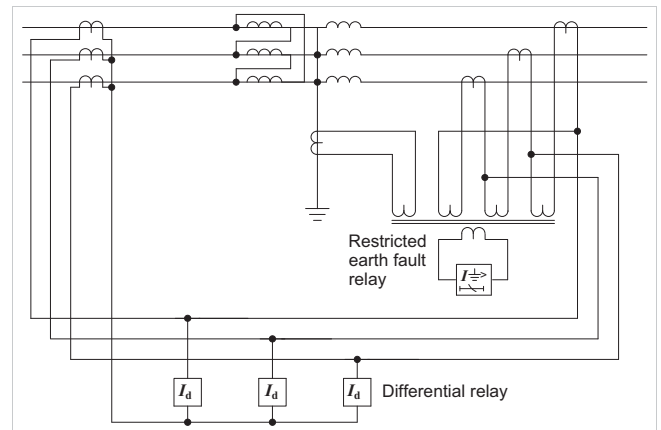 Restricted
earth fault
relay
I⏚>
Id
Id
Id
Differential relay